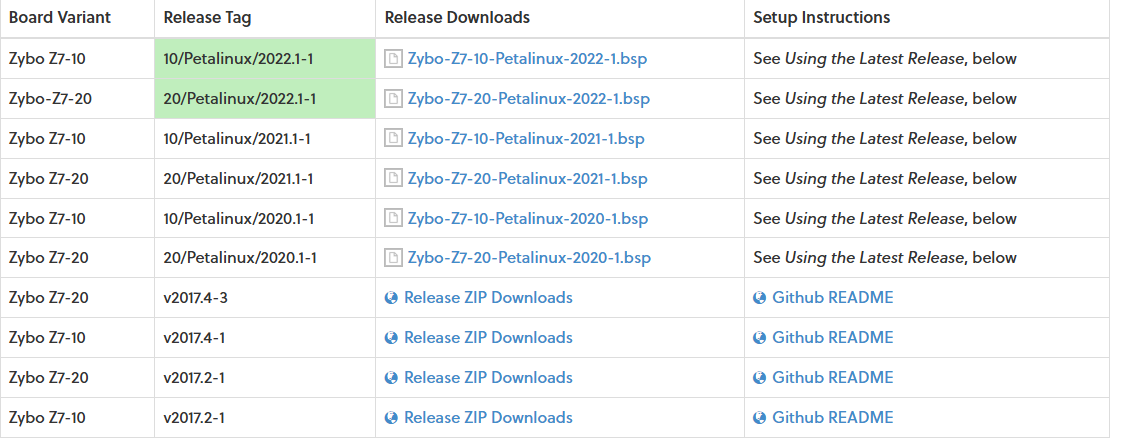 Board Variant Release Tag Release Downloads Setup Instructions
Zybo Z7-10 10/Petalinux/2022.1-1 Zybo-Z7-10-Petalinux-2022-1.bsp See Using the Latest Release, below
Zybo-Z7-20 20/Petalinux/2022.1-1 Zybo-Z7-20-Petalinux-2022-1.bsp See Using the Latest Release, below
Zybo Z7-10 10/Petalinux/2021.1-1 Zybo-Z7-10-Petalinux-2021-1.bsp See Using the Latest Release, below
Zybo Z7-20 20/Petalinux/2021.1-1 Zybo-Z7-20-Petalinux-2021-1.bsp See Using the Latest Release, below
Zybo Z7-10 10/Petalinux/2020.1-1 Zybo-Z7-10-Petalinux-2020-1.bsp See Using the Latest Release, below
Zybo Z7-20 20/Petalinux/2020.1-1 Zybo-Z7-20-Petalinux-2020-1.bsp See Using the Latest Release, below
Zybo Z7-20 v2017.4-3 Release ZIP Downloads Github README
Zybo Z7-10 v2017.4-1 Release ZIP Downloads Github README
Zybo Z7-20 v2017.2-1 Release ZIP Downloads Github README
Zybo Z7-10 v2017.2-1 Release ZIP Downloads Github README